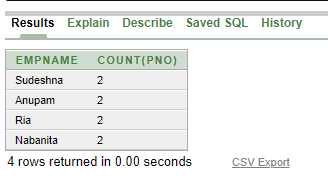 Results Explain Describe Saved SQL History
EMPNAME COUNT(PNO)
Sudeshna 2
Anupam 2
Ria 2
Nabanita 2
4 rows returned in 0.00 seconds CSV Export